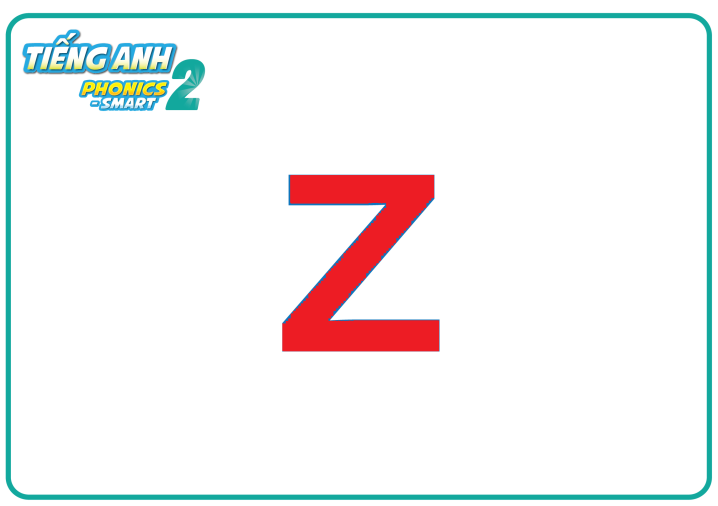 TIẾNG ANH
PHONICS
-SMART 2
z